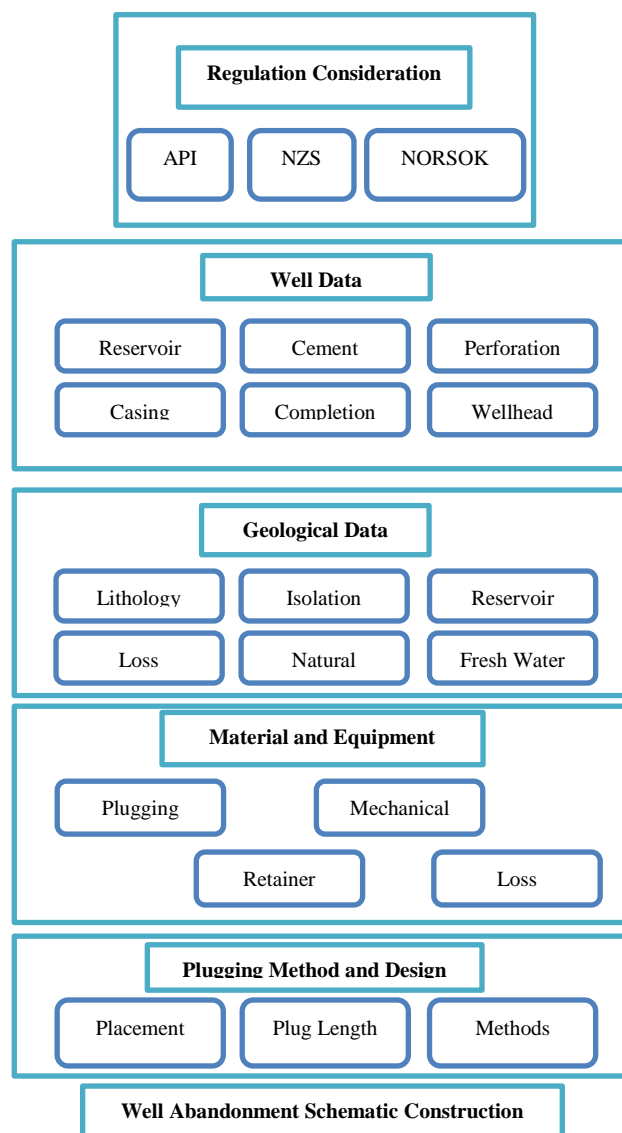 Regulation Consideration
API NZS NORSOK
Well Data
Reservoir Cement Perforation
Casing Completion Wellhead
Geological Data
Lithology Isolation Reservoir
Loss Natural Fresh Water
Material and Equipment
Plugging Mechanical
Retainer Loss
Plugging Method and Design
Placement Plug Length Methods
Well Abandonment Schematic Construction